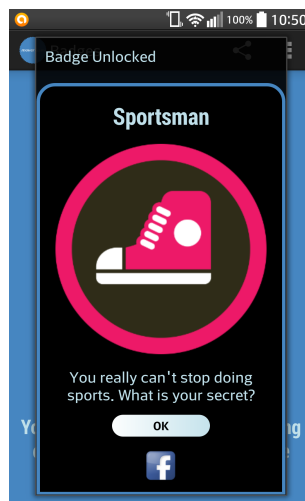 100% 10:50
Badge Unlocked
Sportsman
You really can't stop doing
sports. What is your secret?
OK